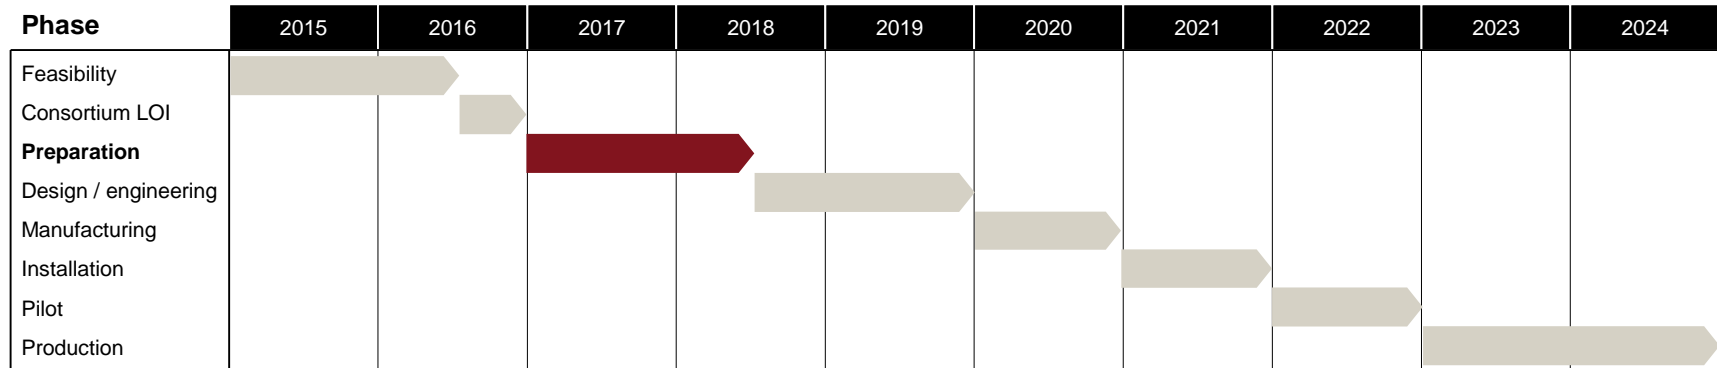 Phase 2015 2016 2017 2018 2019 2020 2021 2022 2023 2024
Feasibility
Consortium LOI
Preparation
Design / engineering
Manufacturing
Installation
Pilot
Production